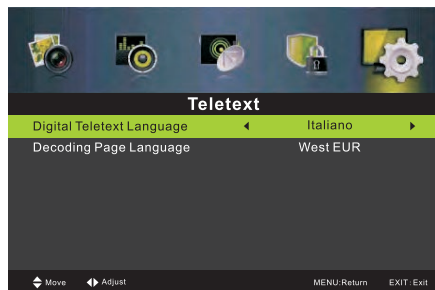 Teletext
Digital Teletext Language Italiano
Decoding Page Language West EUR
Move Adjust MENU:Return EXIT:Exit